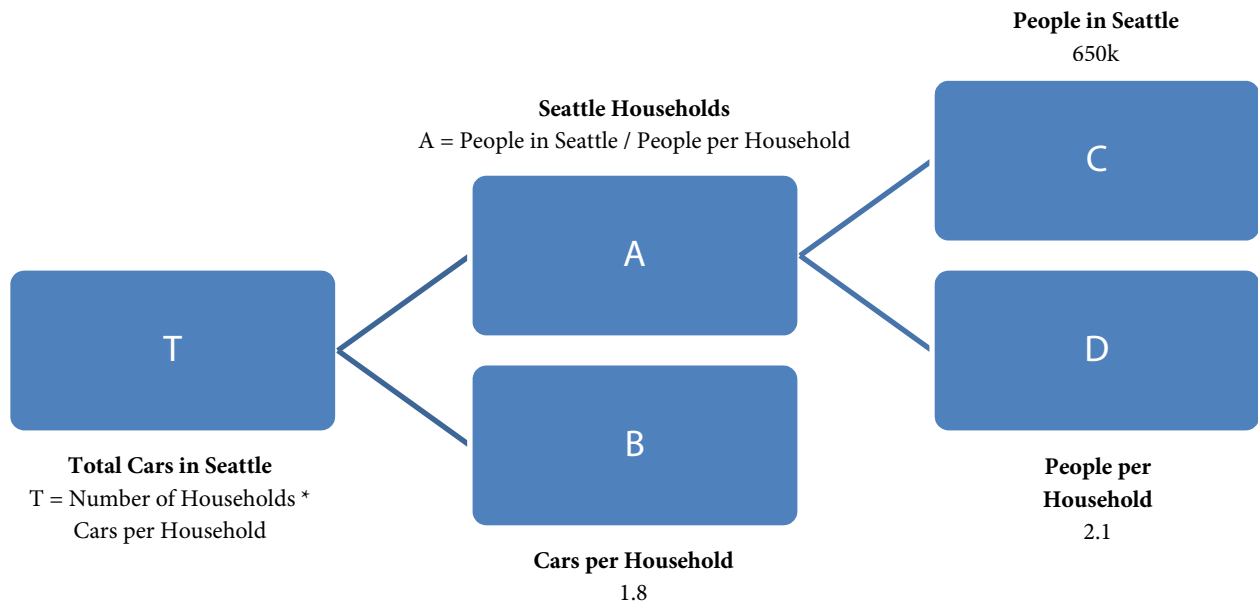 People in Seattle
650k
Seattle Households
A = People in Seattle / People per Household
C
A
T
D
B
Total Cars in Seattle
T = Number of Households *
Cars per Household
People per
Household
2.1
Cars per Household
1.8